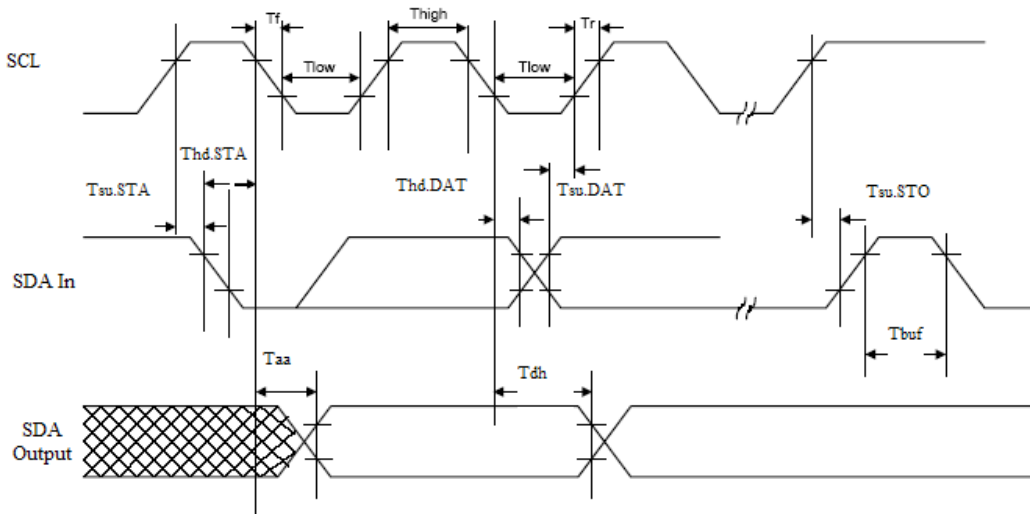 Tf
Thigh
Tr
SCL
Tlow
Tlow
Thd.STA
Tsu.STA
Thd.DAT
Tsu.DAT
Tsu.STO
SDA In
Tbuf
Taa
Tdh
SDA
Output